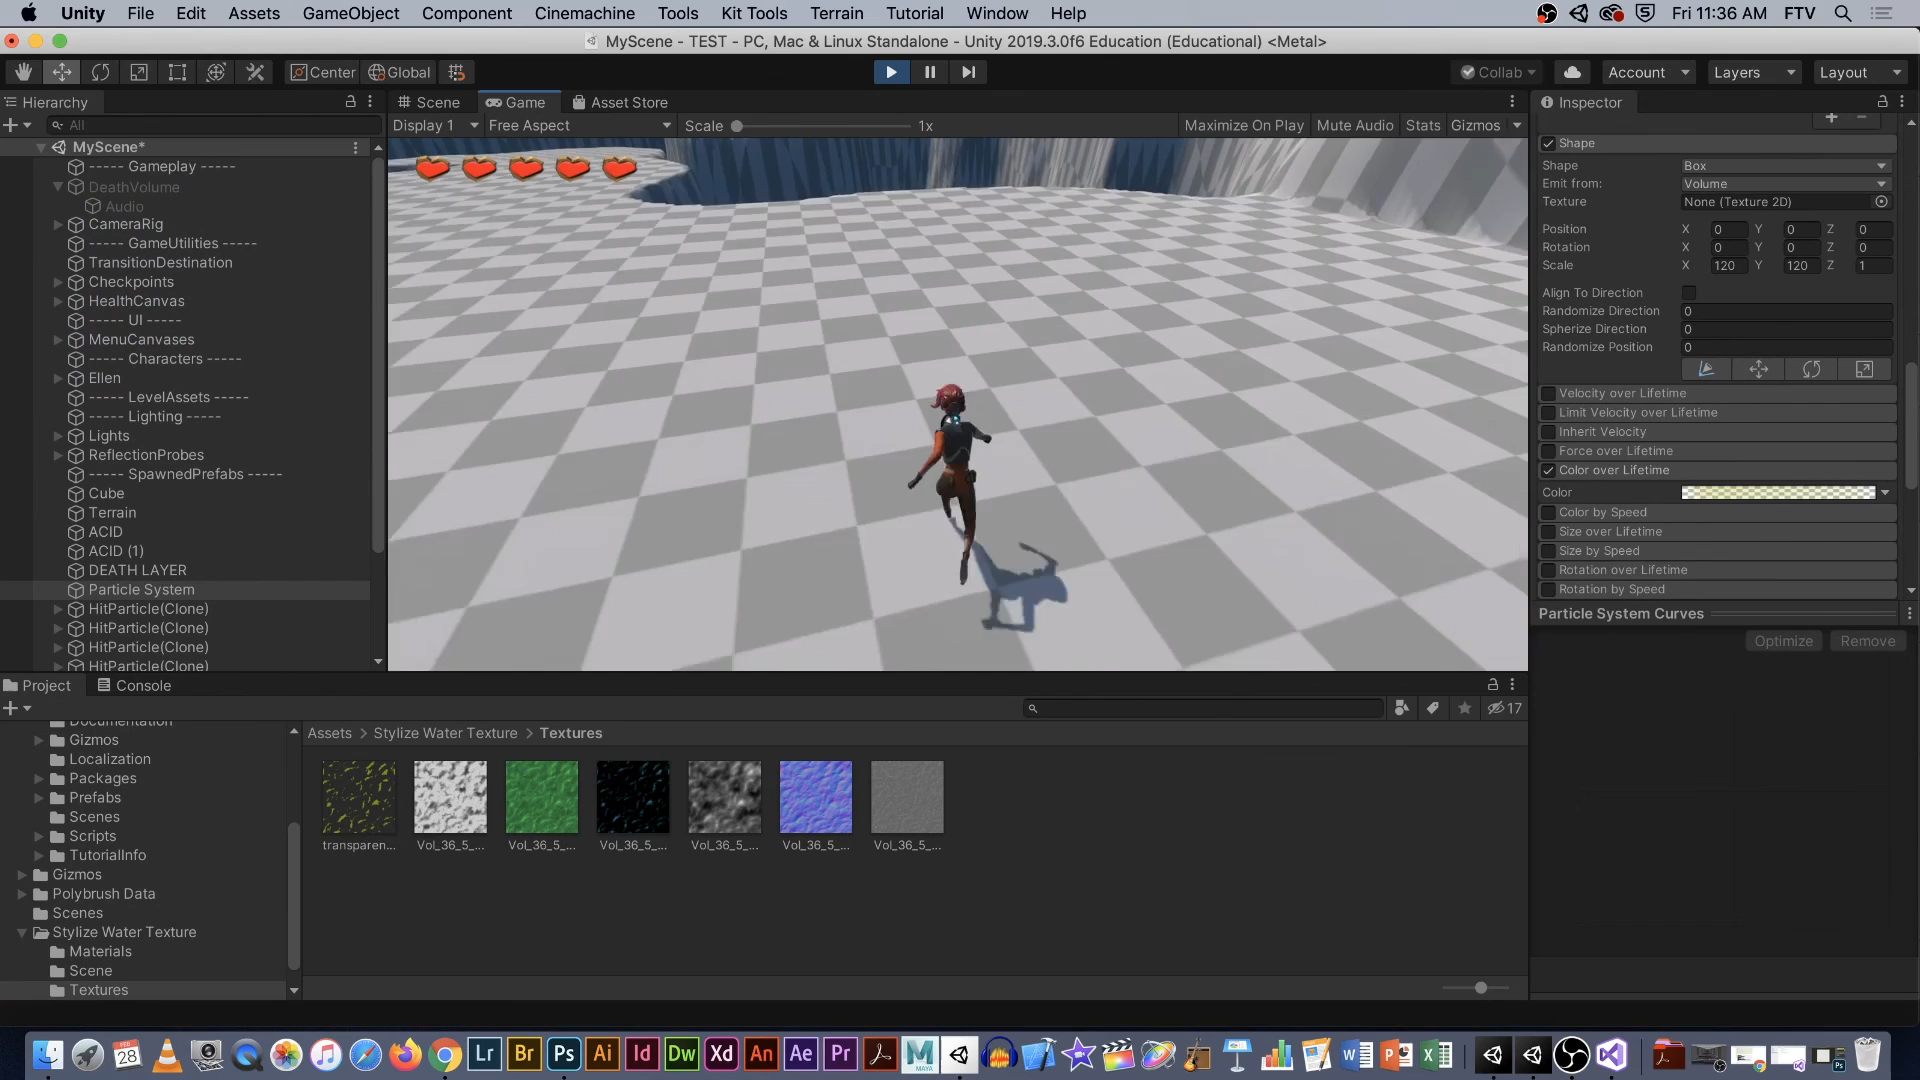 Unity File Edit Assets GameObject Component Cinemachine Tools Kit Tools Terrain Tutorial Window Help Fri 11:36 AM FTV
MyScene - TEST - PC, Mac & Linux Standalone - Unity 2019.3.0f6 Education (Educational) <Metal>
Center Global Collab Account Layers Layout
Hierarchy
All
MyScene*
----- Gameplay -----
DeathVolume
Audio
CameraRig
----- GameUtilities -----
TransitionDestination
Checkpoints
HealthCanvas
----- UI -----
MenuCanvases
----- Characters -----
Ellen
----- LevelAssets -----
----- Lighting -----
Lights
ReflectionProbes
----- SpawnedPrefabs -----
Cube
Terrain
ACID
ACID (1)
DEATH LAYER
Particle System
HitParticle(Clone)
HitParticle(Clone)
HitParticle(Clone)
HitParticle(Clone)
Scene Game Asset Store
Display 1 Free Aspect Scale 1x Maximize On Play Mute Audio Stats Gizmos
Inspector
Shape
Shape Box
Emit from: Volume
Texture None (Texture 2D)
Position X 0 Y 0 Z 0
Rotation X 0 Y 0 Z 0
Scale X 120 Y 120 Z 1
Align To Direction
Randomize Direction 0
Spherize Direction 0
Randomize Position 0
Velocity over Lifetime
Limit Velocity over Lifetime
Inherit Velocity
Force over Lifetime
Color over Lifetime
Color
Color by Speed
Size over Lifetime
Size by Speed
Rotation over Lifetime
Rotation by Speed
Particle System Curves
Optimize Remove
Project Console
17
Documentation
Gizmos
Localization
Packages
Prefabs
Scenes
Scripts
TutorialInfo
Gizmos
Polybrush Data
Scenes
Stylize Water Texture
Materials
Scene
Textures
Assets > Stylize Water Texture > Textures
transparen... Vol_36_5_... Vol_36_5_... Vol_36_5_... Vol_36_5_... Vol_36_5_... Vol_36_5_...
FEB 28 Lr Br Ps Ai Id Dw Xd An Ae Pr M MAYA W P X